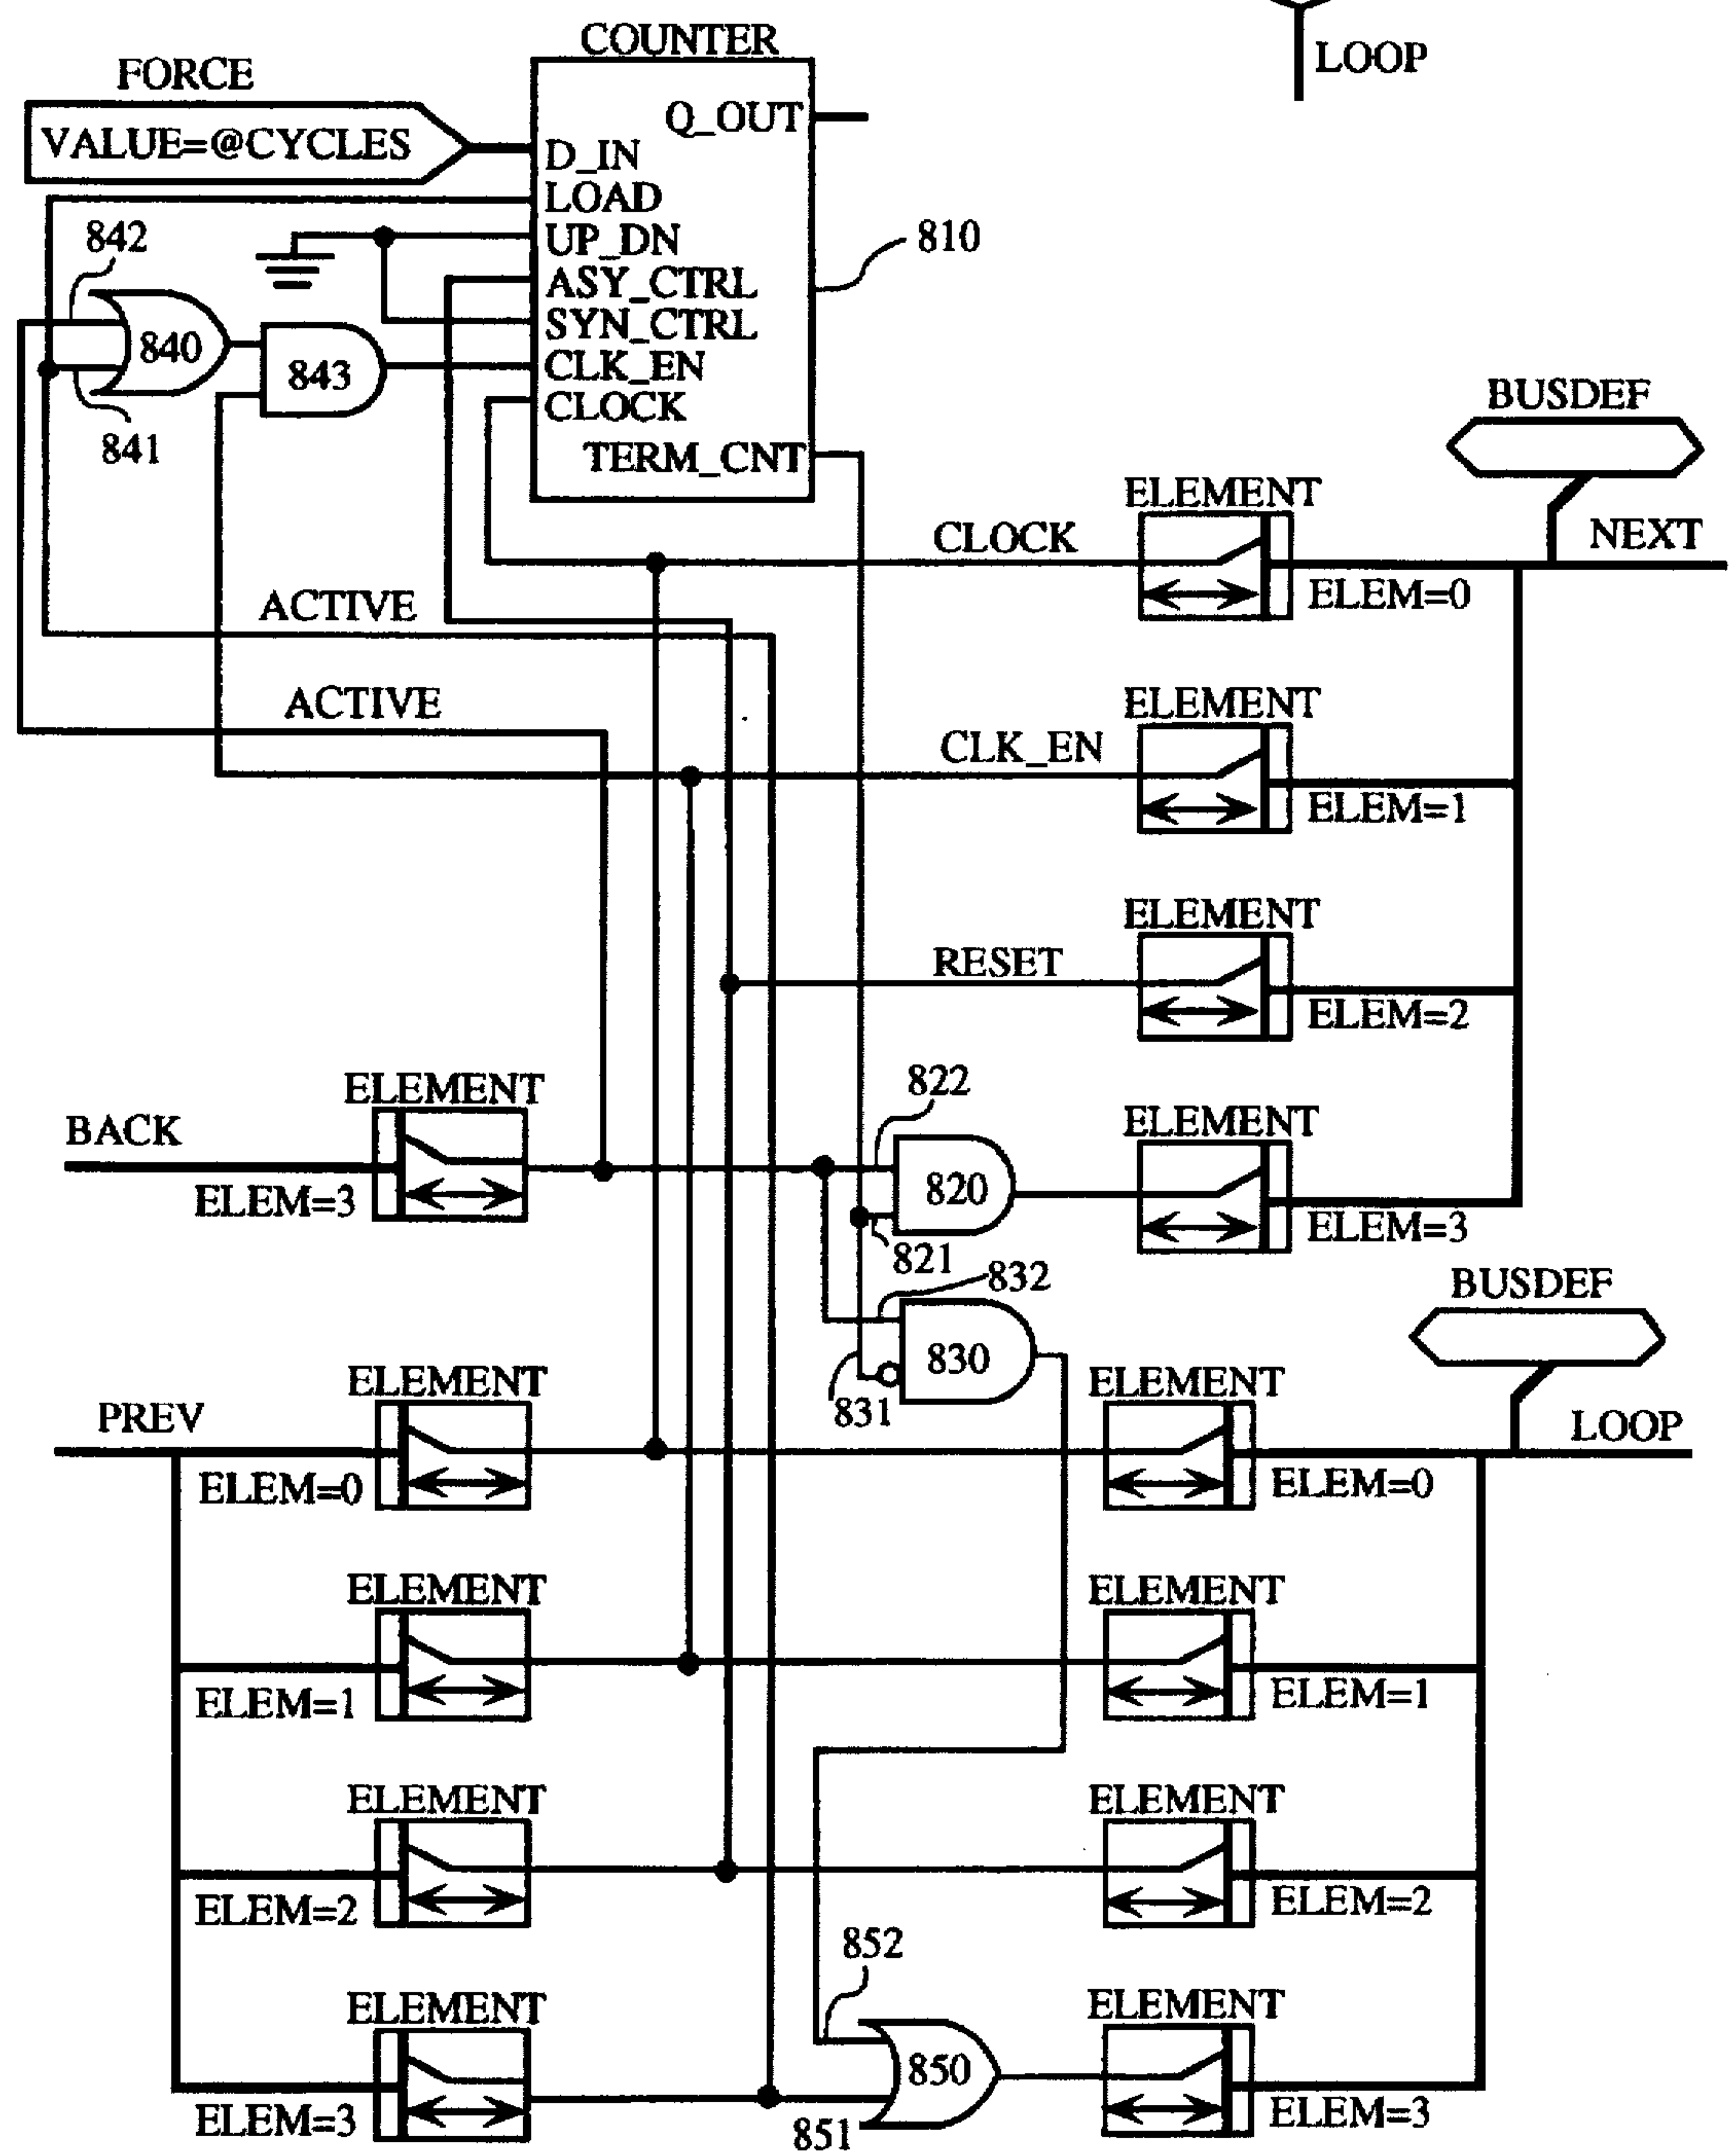 LOOP
COUNTER
FORCE
VALUE=@CYCLES
Q_OUT
D_IN
LOAD
UP_DN
ASY_CTRL
SYN_CTRL
CLK_EN
CLOCK
TERM_CNT
810
842
840
843
841
BUSDEF
ELEMENT
CLOCK
NEXT
ELEM=0
ACTIVE
ACTIVE
ELEMENT
CLK_EN
ELEM=1
ELEMENT
RESET
ELEM=2
ELEMENT
BACK
ELEM=3
822
820
821
ELEMENT
ELEM=3
832
830
831
BUSDEF
ELEMENT
PREV
ELEM=0
ELEMENT
LOOP
ELEM=0
ELEMENT
ELEM=1
ELEMENT
ELEM=1
ELEMENT
ELEM=2
ELEMENT
ELEM=2
852
ELEMENT
ELEM=3
850
851
ELEMENT
ELEM=3